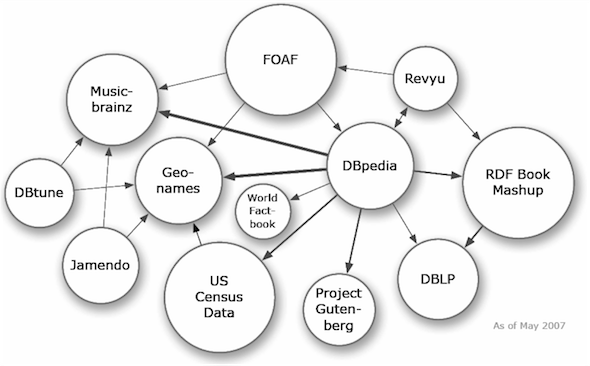 FOAF
Revyu
Music-
brainz
DBpedia
RDF Book
Mashup
Geo-
names
DBtune
World
Fact-
book
Jamendo
US
Census
Data
Project
Guten-
berg
DBLP
As of May 2007